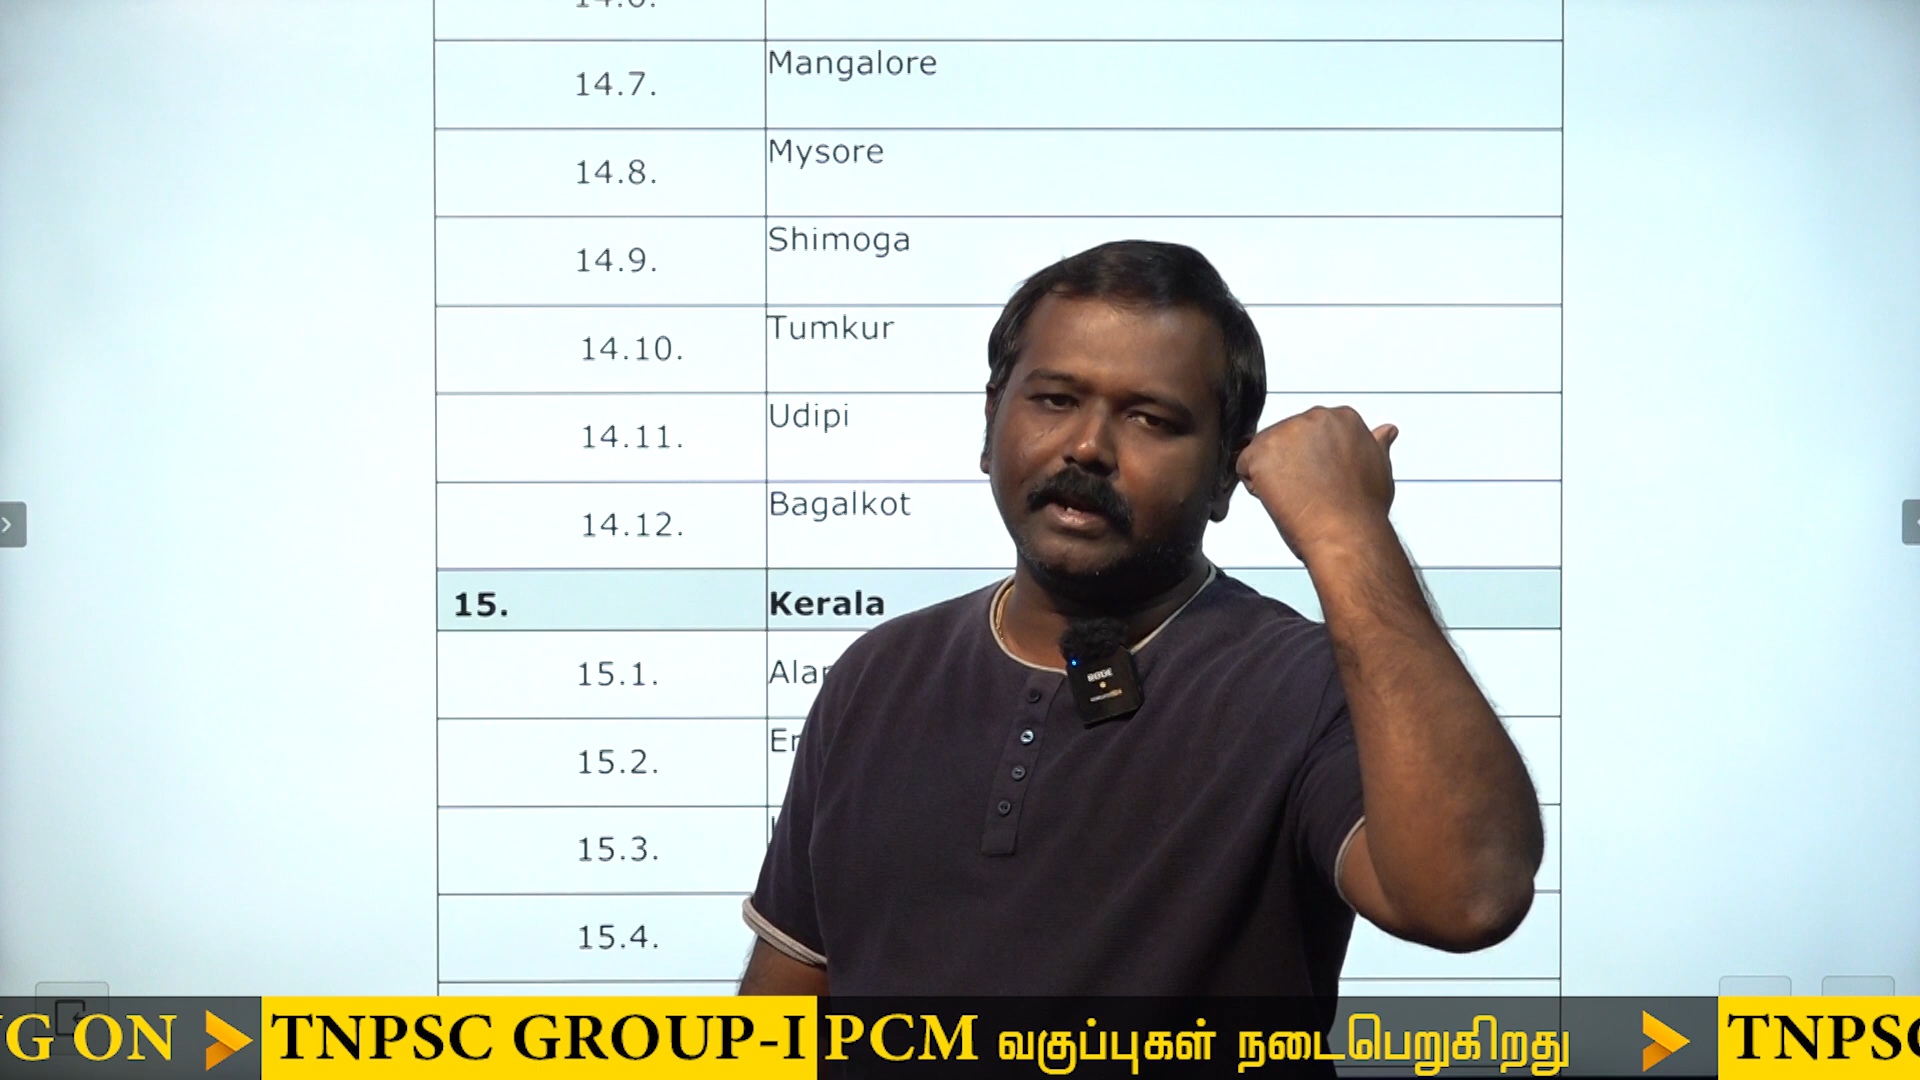 14.7. Mangalore
14.8. Mysore
14.9. Shimoga
14.10. Tumkur
14.11. Udipi
14.12. Bagalkot
15. Kerala
15.1.
15.2.
15.3.
15.4.
RODE
ON TNPSC GROUP-I PCM வகுப்புகள் நடைபெறுகிறது